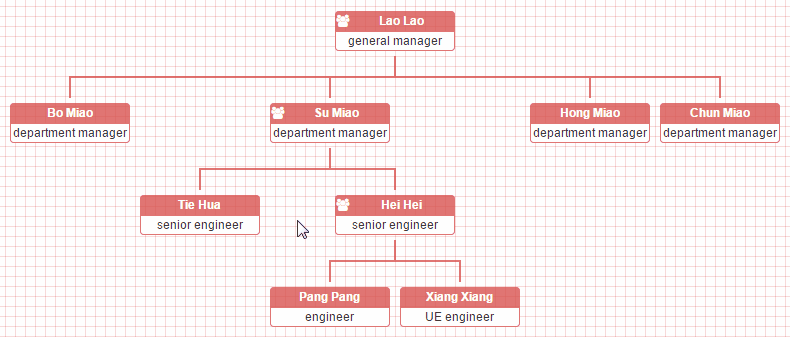 Lao Lao
general manager
Bo Miao
department manager
Su Miao
department manager
Hong Miao
department manager
Chun Miao
department manager
Tie Hua
senior engineer
Hei Hei
senior engineer
Pang Pang
engineer
Xiang Xiang
UE engineer